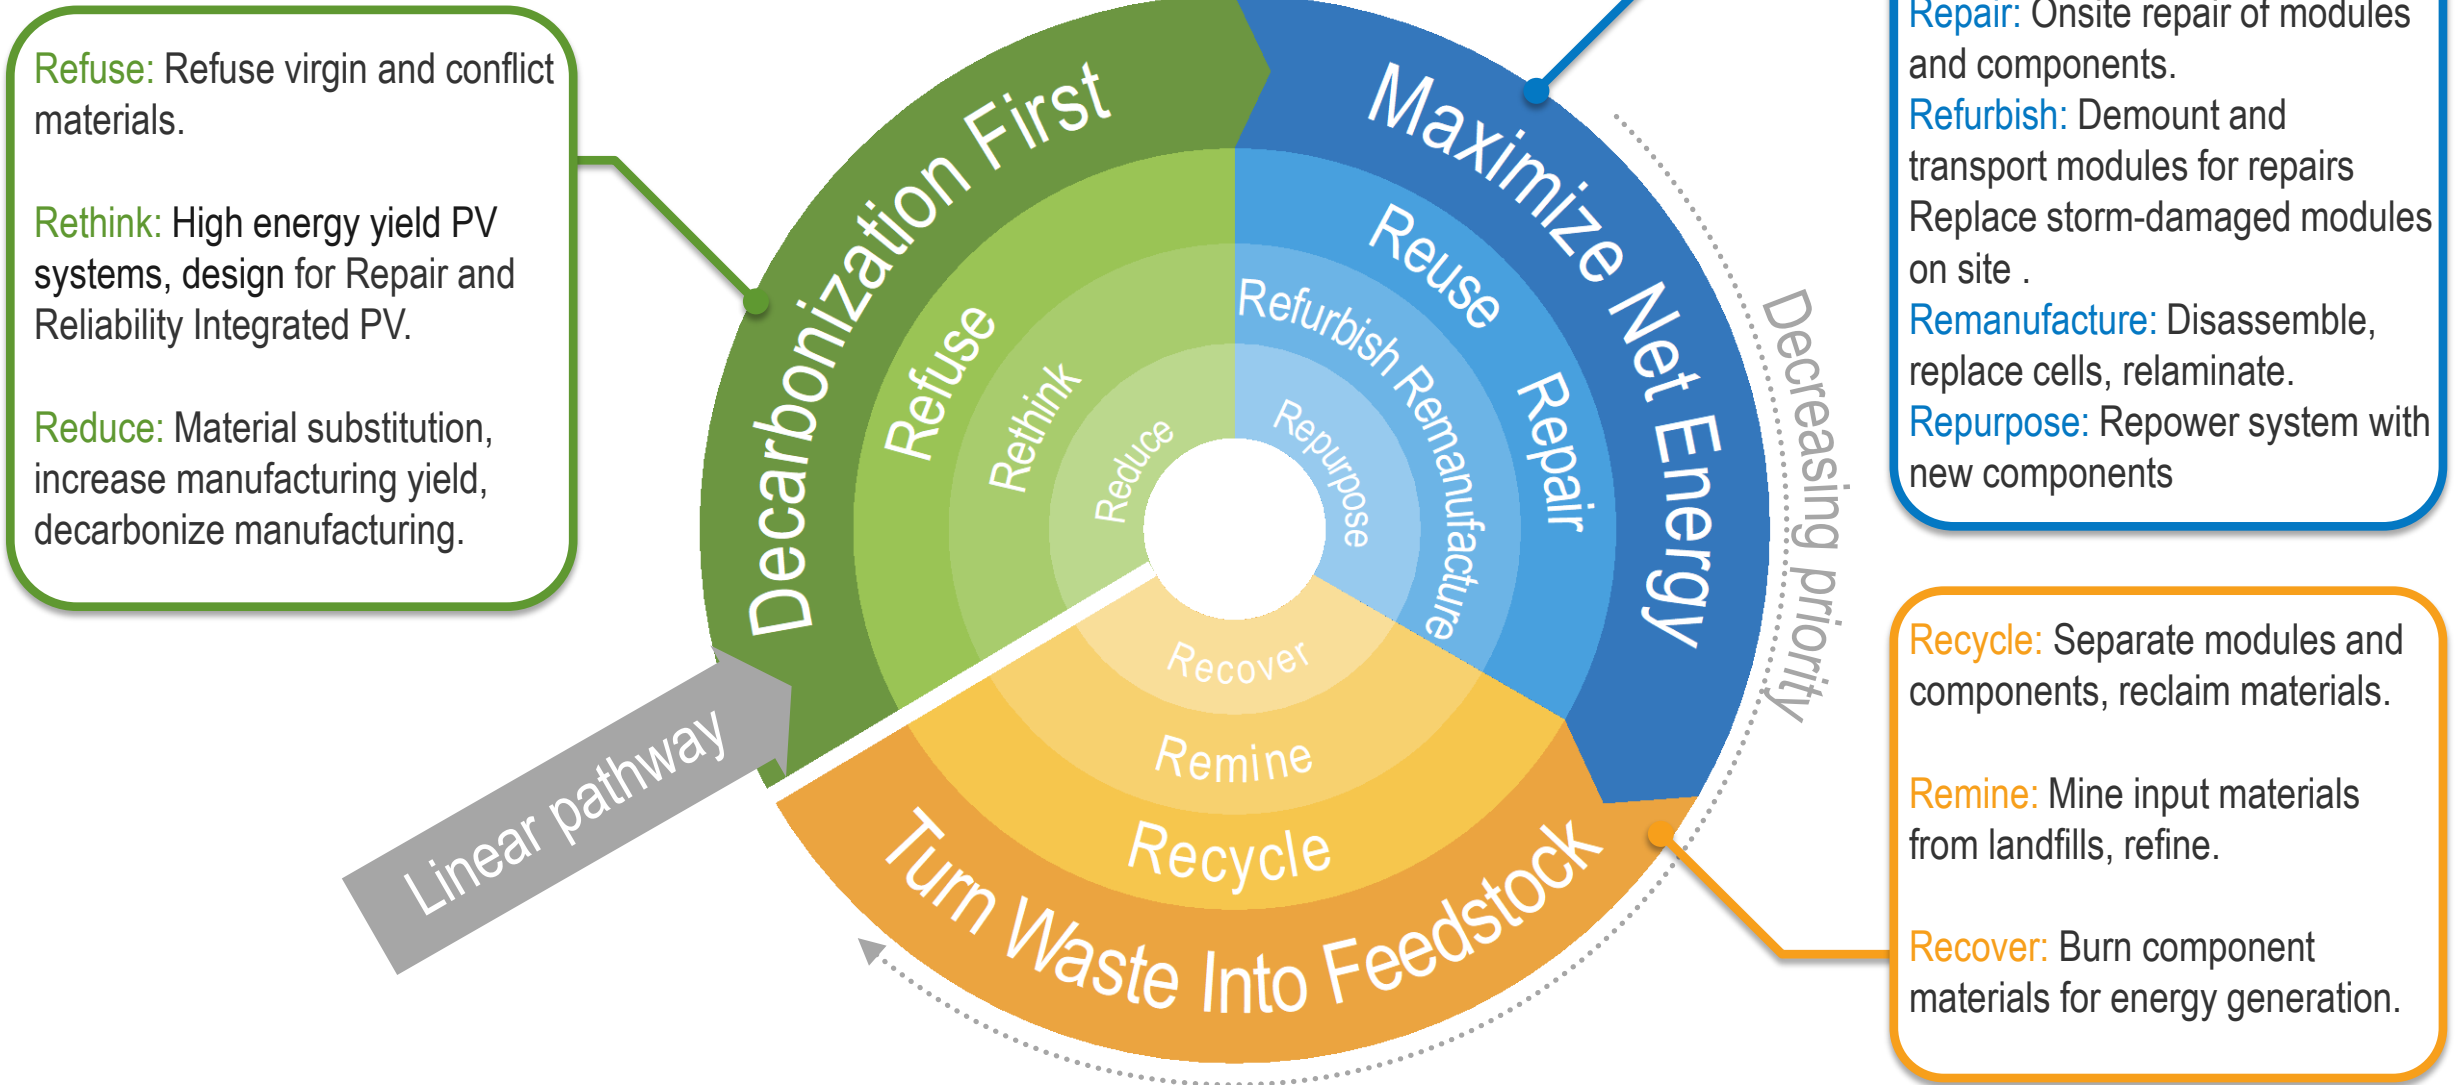 Refuse: Refuse virgin and conflict
materials.
Rethink: High energy yield PV
systems, design for Repair and
Reliability Integrated PV.
Reduce: Material substitution,
increase manufacturing yield,
decarbonize manufacturing.
Decarbonization First
Refuse
Rethink
Reduce
Maximize Net Energy
Reuse
Repair
Refurbish Remanufacture
Repurpose
Decreasing priority
Linear pathway
Recover
Remine
Recycle
Turn Waste Into Feedstock
Repair: Onsite repair of modules
and components.
Refurbish: Demount and
transport modules for repairs
Replace storm-damaged modules
on site .
Remanufacture: Disassemble,
replace cells, relaminate.
Repurpose: Repower system with
new components
Recycle: Separate modules and
components, reclaim materials.
Remine: Mine input materials
from landfills, refine.
Recover: Burn component
materials for energy generation.